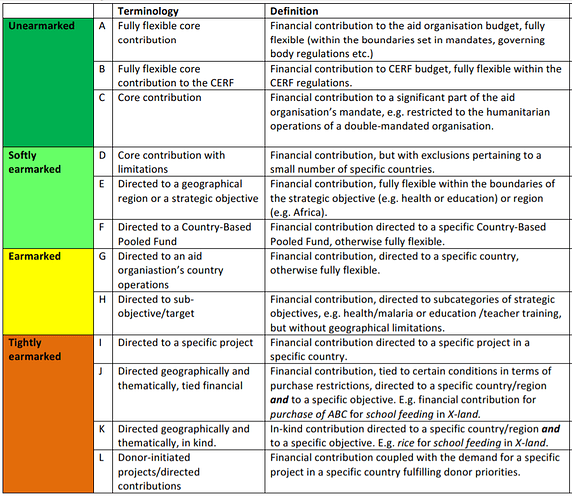 Terminology Definition
Unearmarked A Fully flexible core Financial contribution to the aid organisation budget, fully
contribution flexible (within the boundaries set in mandates, governing
body regulations etc.)
B Fully flexible core Financial contribution to CERF budget, fully flexible within the
contribution to the CERF CERF regulations.
C Core contribution Financial contribution to a significant part of the aid
organisation's mandate, e.g. restricted to the humanitarian
operations of a double-mandated organisation.
Softly D Core contribution with Financial contribution, but with exclusions pertaining to a
earmarked limitations small number of specific countries.
E Directed to a geographical Financial contribution, fully flexible within the boundaries of
region or a strategic objective the strategic objective (e.g. health or education) or region
(e.g. Africa).
F Directed to a Country-Based Financial contribution directed to a specific Country-Based
Pooled Fund Pooled Fund, otherwise fully flexible.
Earmarked G Directed to an aid Financial contribution, directed to a specific country,
organiastion's country otherwise fully flexible.
operations
H Directed to sub- Financial contribution, directed to subcategories of strategic
objective/target objectives, e.g. health/malaria or education /teacher training,
but without geographical limitations.
Tightly I Directed to a specific project Financial contribution directed to a specific project in a
earmarked specific country.
J Directed geographically and Financial contribution, tied to certain conditions in terms of
thematically, tied financial purchase restrictions, directed to a specific country/region
and to a specific objective. E.g. financial contribution for
purchase of ABC for school feeding in X-land.
K Directed geographically and In-kind contribution directed to a specific country/region and
thematically, in kind. to a specific objective. E.g. rice for school feeding in X-land.
L Donor-initiated Financial contribution coupled with the demand for a specific
projects/directed project in a specific country fulfilling donor priorities.
contributions